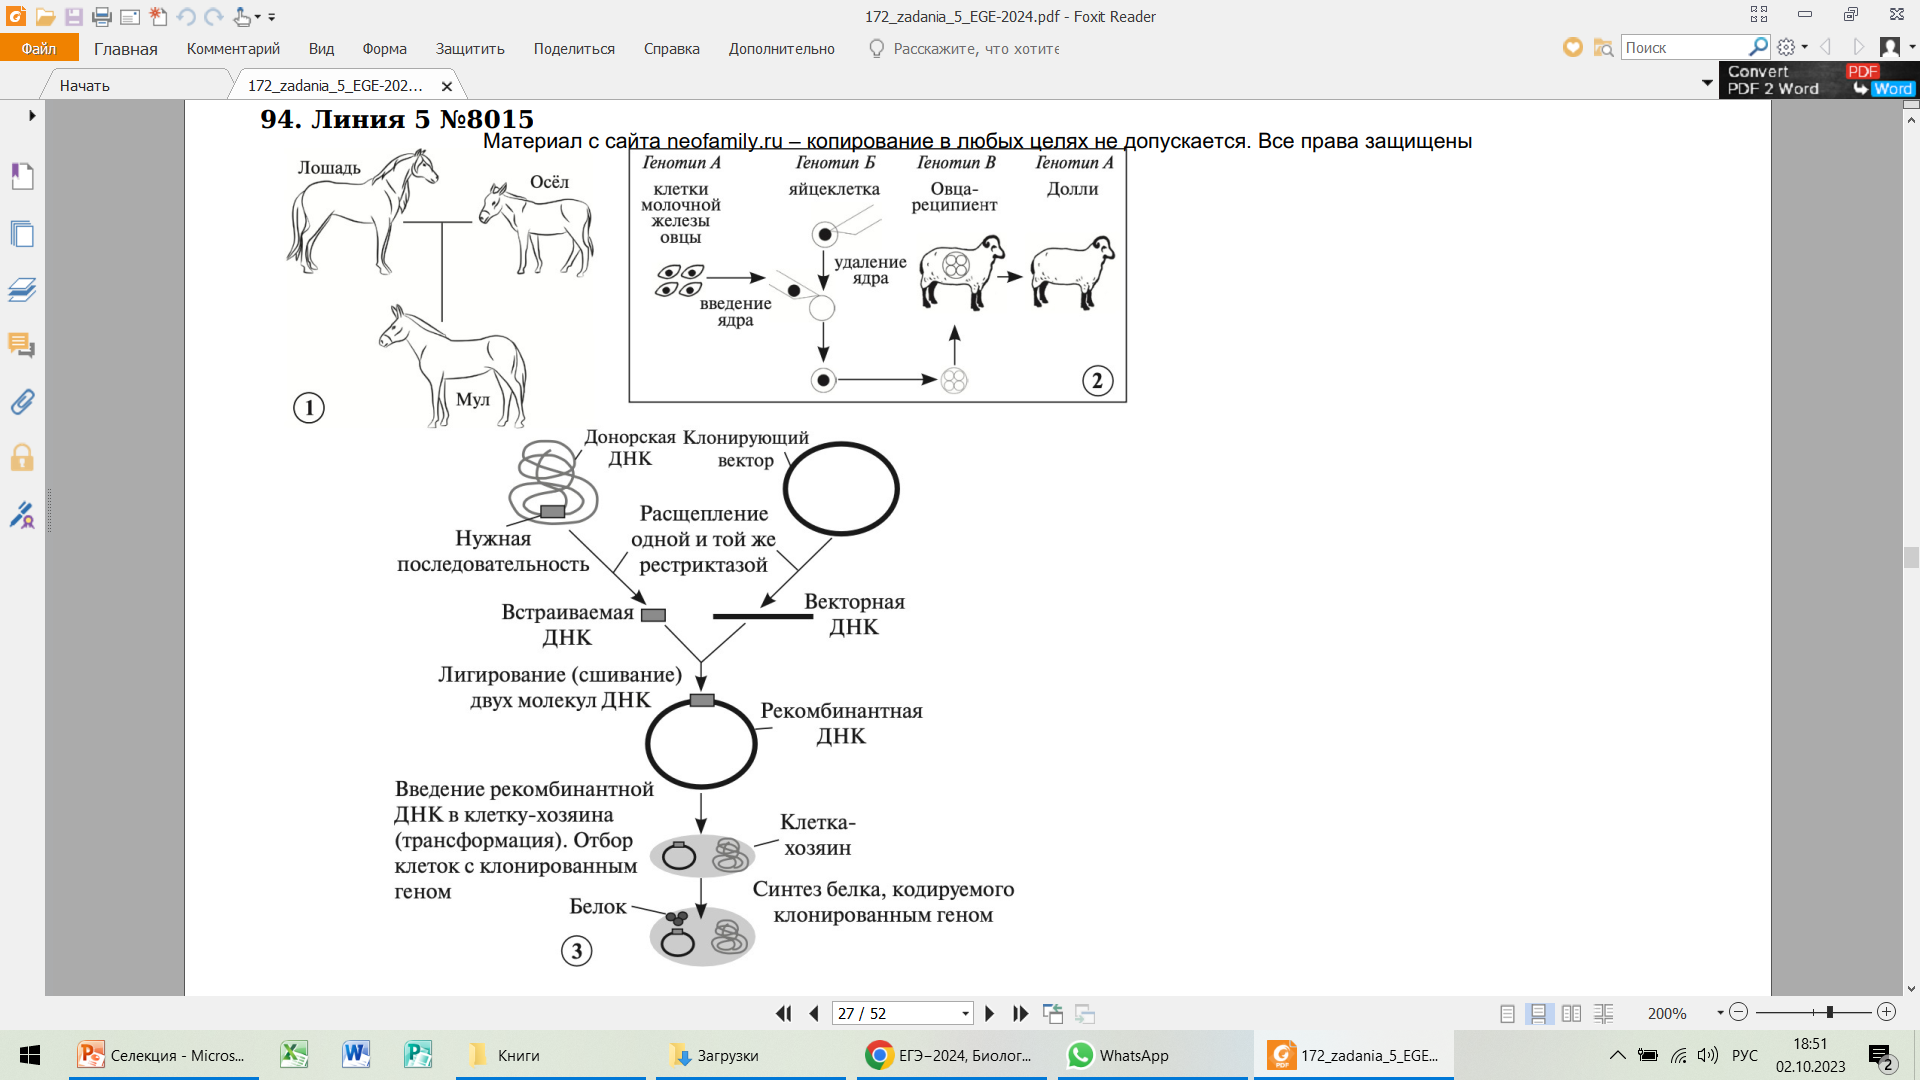 172_zadania_5_EGE-2024.pdf - Foxit Reader
Файл Главная Комментарий Вид Форма Защитить Поделиться Справка Дополнительно Расскажите, что хотите Поиск
Начать 172_zadania_5_EGE-202... Convert PDF
PDF 2 Word Word
94. Линия 5 №8015
Материал с сайта neofamily.ru – копирование в любых целях не допускается. Все права защищены
Лошадь
Осёл
Мул
1
Генотип А Генотип Б Генотип В Генотип А
клетки
молочной
железы
овцы
яйцеклетка
Овца-
реципиент
Долли
удаление
ядра
введение
ядра
2
Донорская
ДНК
Клонирующий
вектор
Нужная
последовательность
Расщепление
одной и той же
рестриктазой
Встраиваемая
ДНК
Векторная
ДНК
Лигирование (сшивание)
двух молекул ДНК
Рекомбинантная
ДНК
Введение рекомбинантной
ДНК в клетку-хозяина
(трансформация). Отбор
клеток с клонированным
геном
Клетка-
хозяин
Синтез белка, кодируемого
клонированным геном
Белок
3
27 / 52 200%
Селекция - Micros... Книги Загрузки ЕГЭ−2024, Биолог... WhatsApp 172_zadania_5_EGE... РУС
18:51
02.10.2023
2